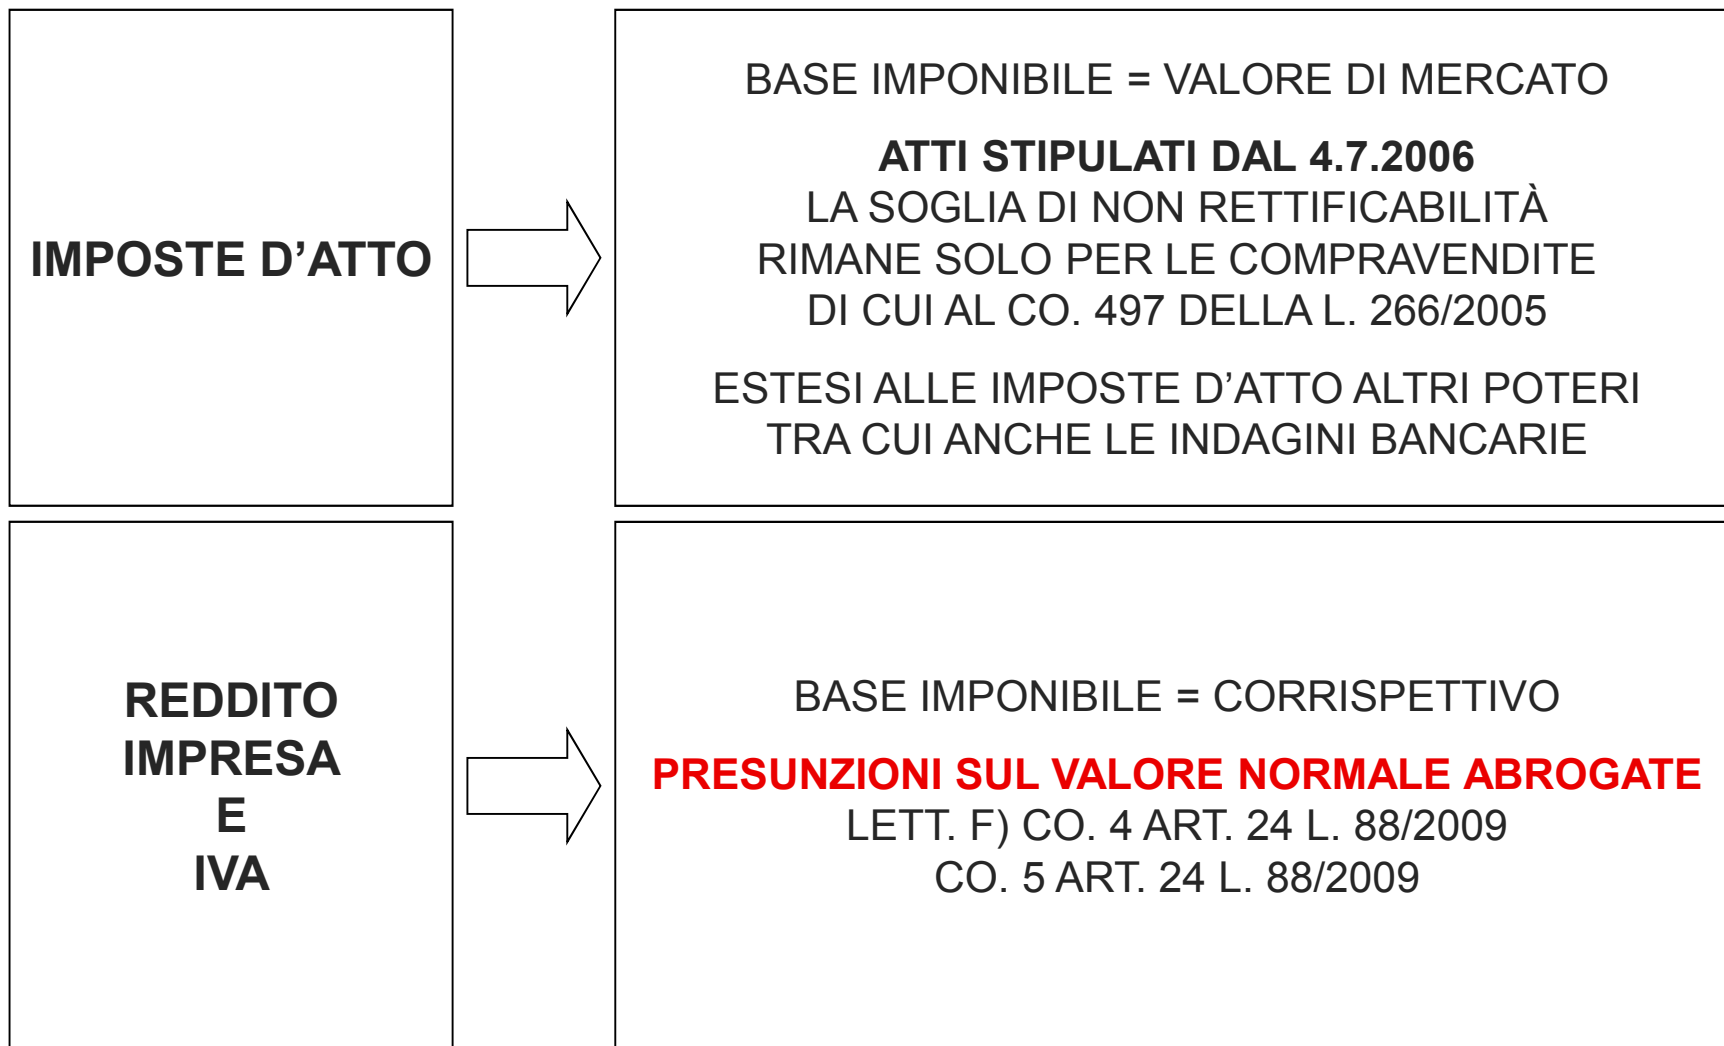 IMPOSTE D’ATTO
BASE IMPONIBILE = VALORE DI MERCATO
ATTI STIPULATI DAL 4.7.2006
LA SOGLIA DI NON RETTIFICABILITÀ
RIMANE SOLO PER LE COMPRAVENDITE
DI CUI AL CO. 497 DELLA L. 266/2005
ESTESI ALLE IMPOSTE D’ATTO ALTRI POTERI
TRA CUI ANCHE LE INDAGINI BANCARIE
REDDITO
IMPRESA
E
IVA
BASE IMPONIBILE = CORRISPETTIVO
PRESUNZIONI SUL VALORE NORMALE ABROGATE
LETT. F) CO. 4 ART. 24 L. 88/2009
CO. 5 ART. 24 L. 88/2009